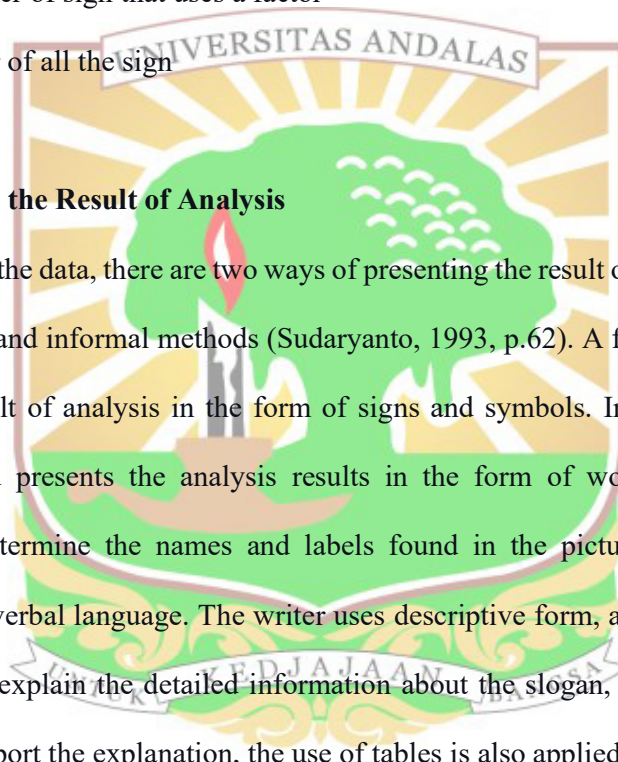 er of sign that uses a factor
UNIVERSITAS ANDALAS
of all the sign
the Result of Analysis
the data, there are two ways of presenting the result
and informal methods (Sudaryanto, 1993, p.62). A
of analysis in the form of signs and symbols.
presents the analysis results in the form of
the names and labels found in the
verbal language. The writer uses descriptive form,
explain the detailed information about the slogan,
UNTUK KEDJAJAAN BANGSA
the explanation, the use of tables is also applied